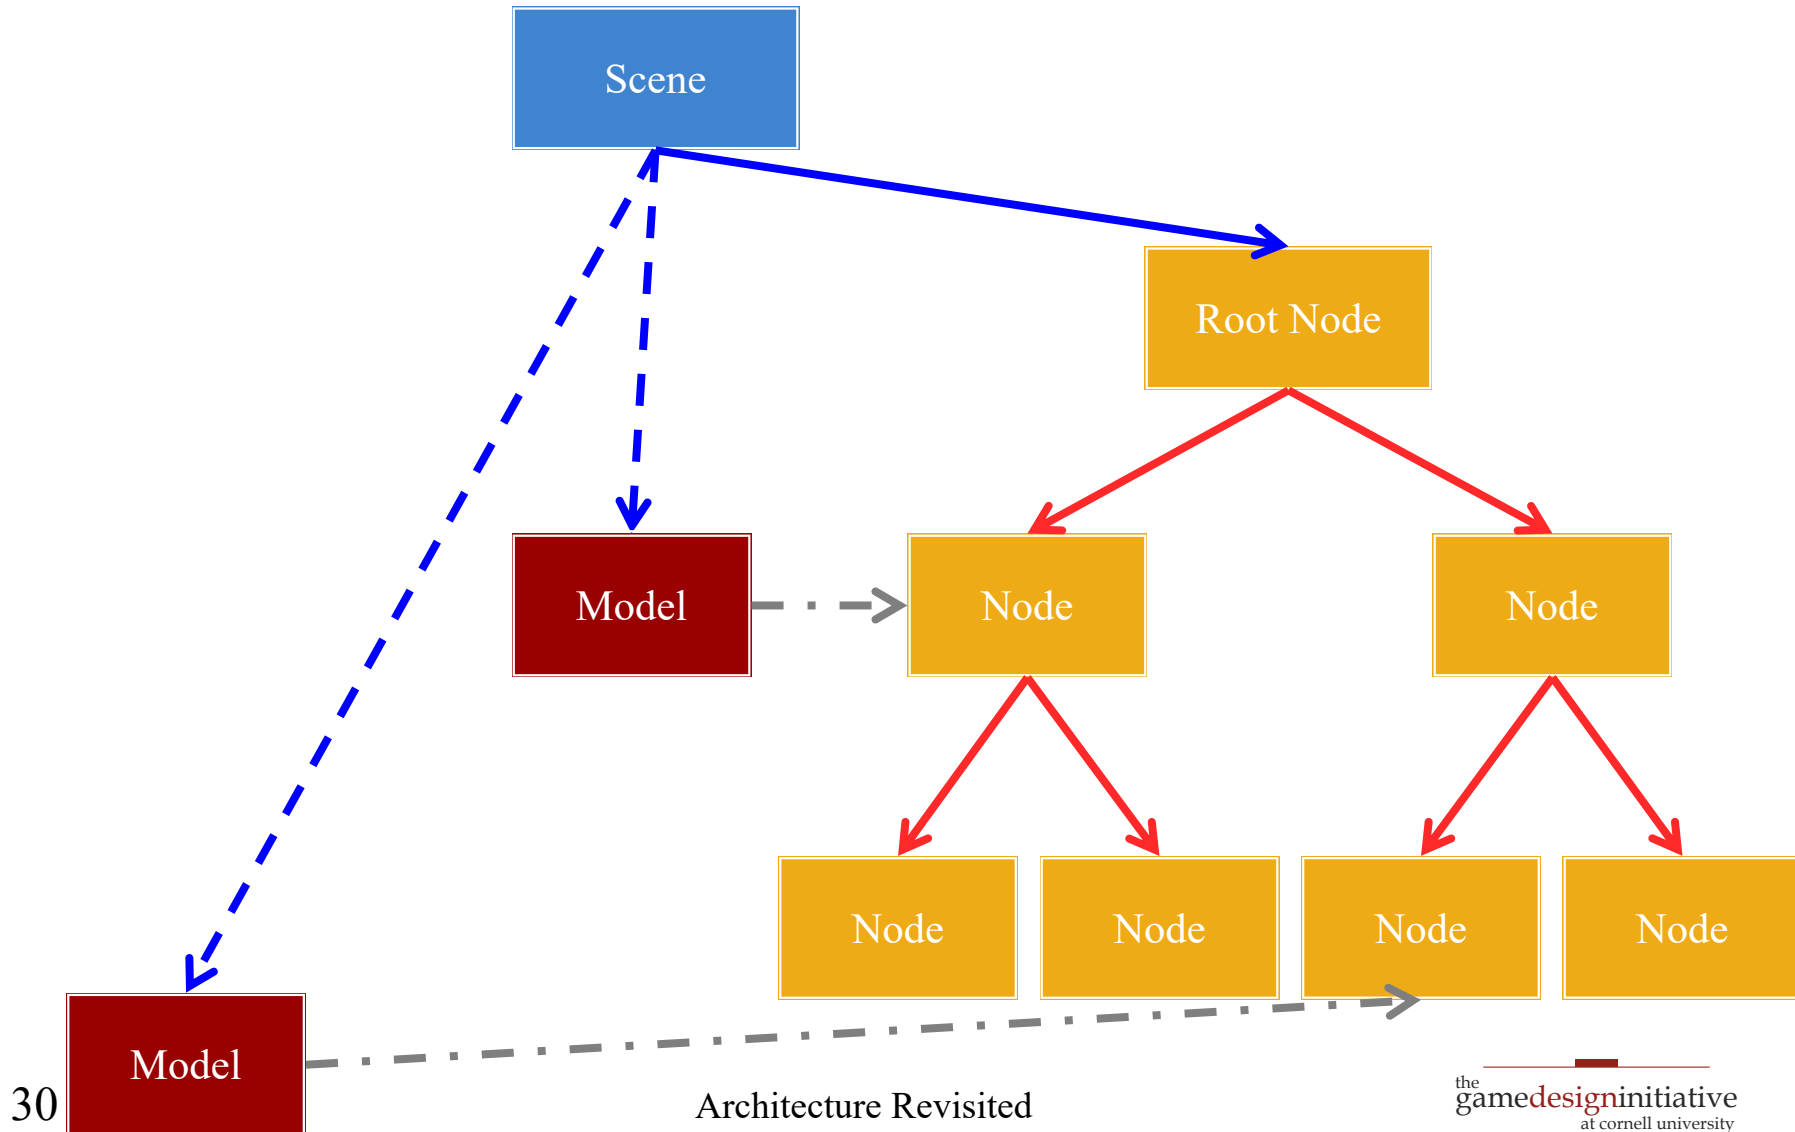 Scene
Root Node
Model
Node
Node
Node
Node
Node
Node
Model
30
Architecture Revisited
the
gamedesigninitiative
at cornell university